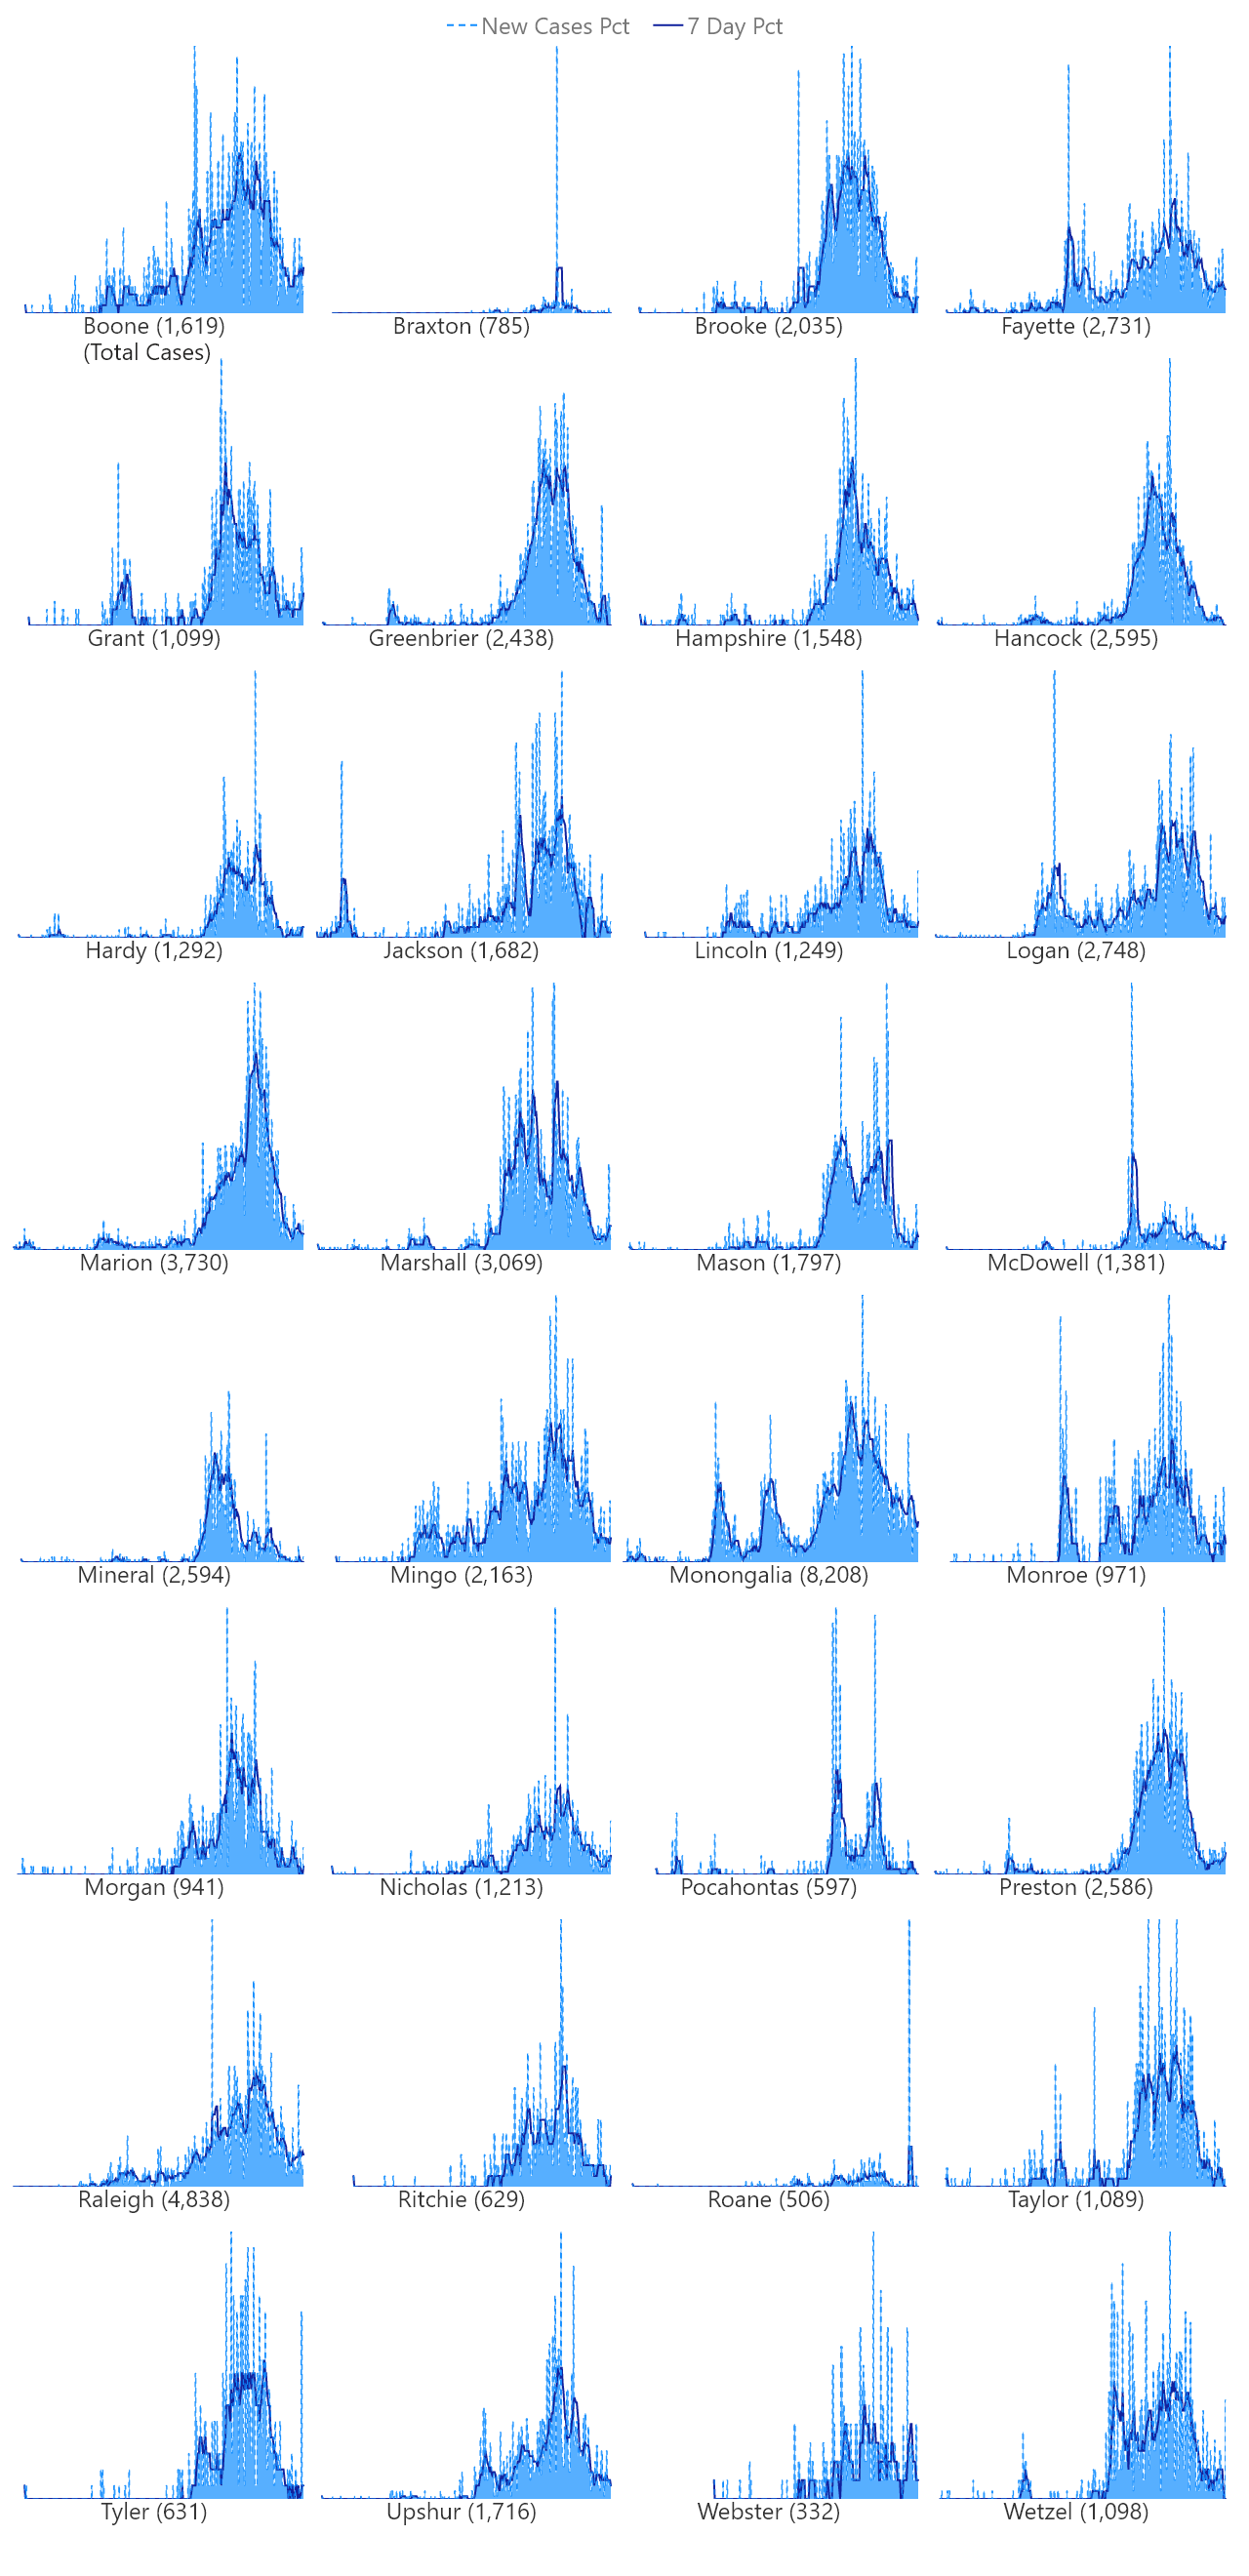 New Cases Pct 7 Day Pct
Boone (1,619) Braxton (785) Brooke (2,035) Fayette (2,731)
(Total Cases)
Grant (1,099) Greenbrier (2,438) Hampshire (1,548) Hancock (2,595)
Hardy (1,292) Jackson (1,682) Lincoln (1,249) Logan (2,748)
Marion (3,730) Marshall (3,069) Mason (1,797) McDowell (1,381)
Mineral (2,594) Mingo (2,163) Monongalia (8,208) Monroe (971)
Morgan (941) Nicholas (1,213) Pocahontas (597) Preston (2,586)
Raleigh (4,838) Ritchie (629) Roane (506) Taylor (1,089)
Tyler (631) Upshur (1,716) Webster (332) Wetzel (1,098)